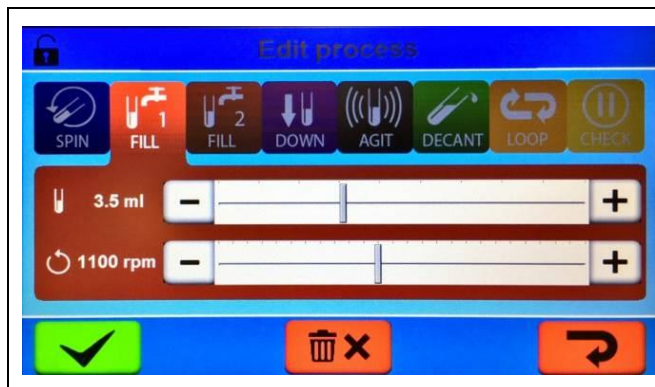 Edit process
SPIN
1
FILL
2
FILL
DOWN
AGIT
DECANT
LOOP
CHECK
3.5 ml
1100 rpm